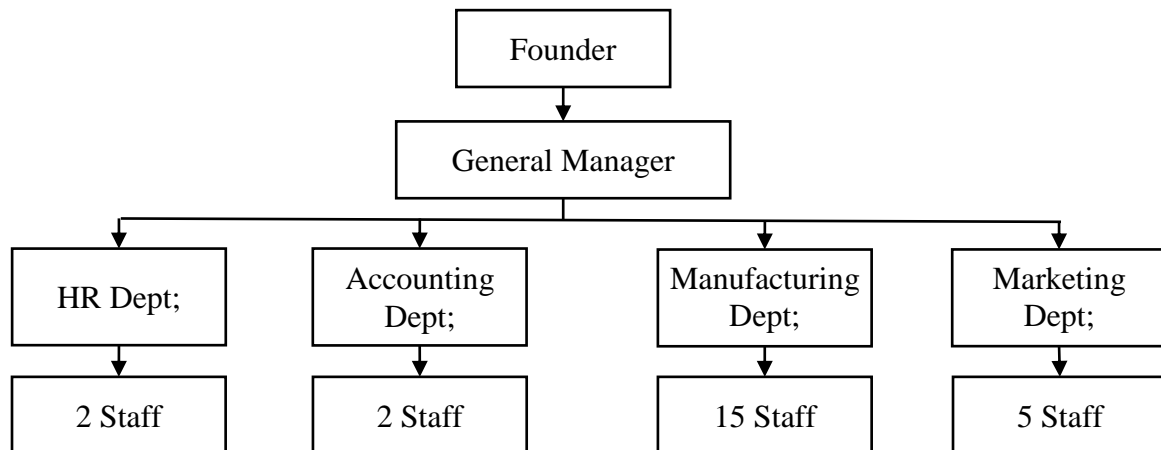 Founder
General Manager
HR Dept;
Accounting
Dept;
Manufacturing
Dept;
Marketing
Dept;
2 Staff
2 Staff
15 Staff
5 Staff